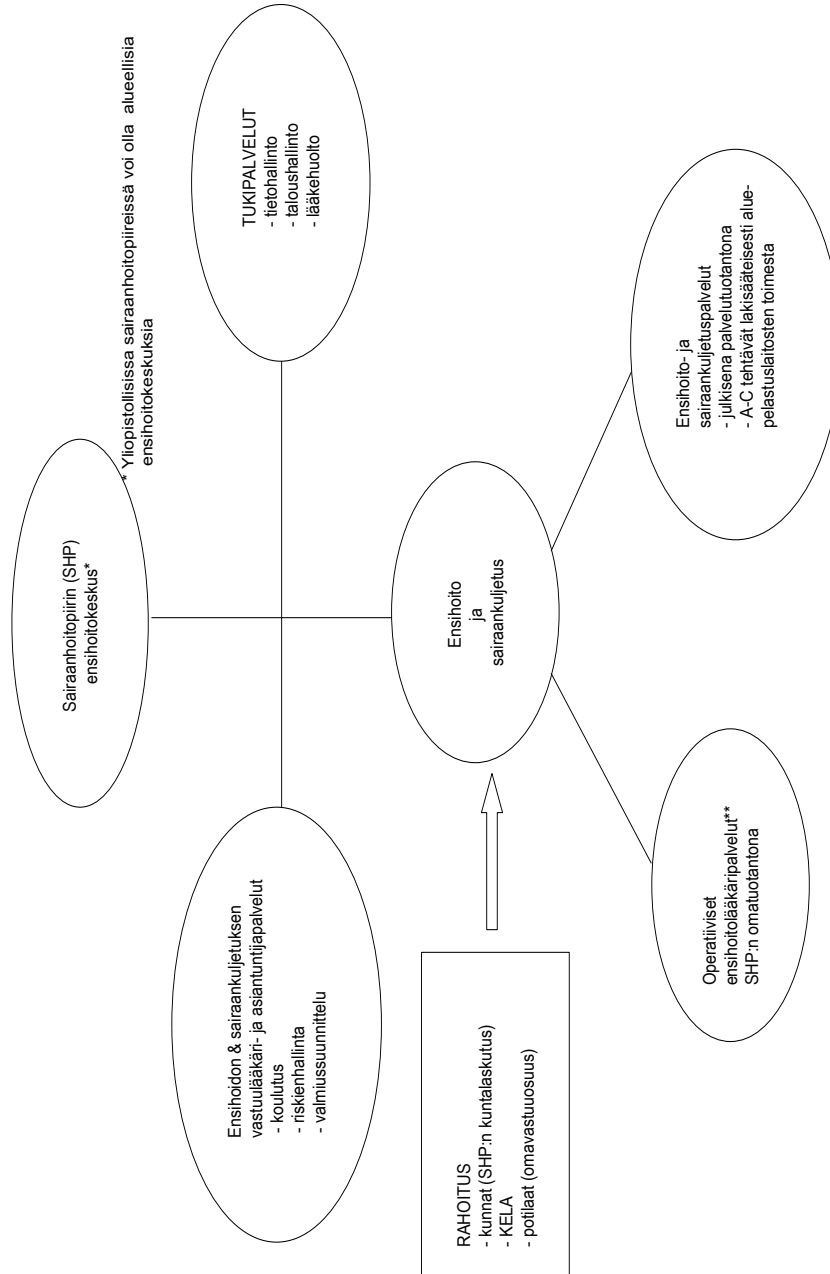 Sairaanhoitopiirin (SHP)
ensihoitokeskus*
* Yliopistollisissa sairaanhoitopiireissä voi olla alueellisia
ensihoitokeskuksia
Ensihoidon & sairaankuljetuksen
vastuulääkäri- ja asiantuntijapalvelut
- koulutus
- riskienhallinta
- valmiussuunnittelu
TUKIPALVELUT
- tietohallinto
- taloushallinto
- lääkehuolto
RAHOITUS
- kunnat (SHP:n kuntalaskutus)
- KELA
- potilaat (omavastuuosuus)
Ensihoito
ja
sairaankuljetus
Operatiiviset
ensihoitolääkäripalvelut**
SHP:n omatuotantona
Ensihoito- ja
sairaankuljetuspalvelut
- julkisena palvelutuotantona
- A-C tehtävät lakisääteisesti alue-
pelastuslaitosten toimesta